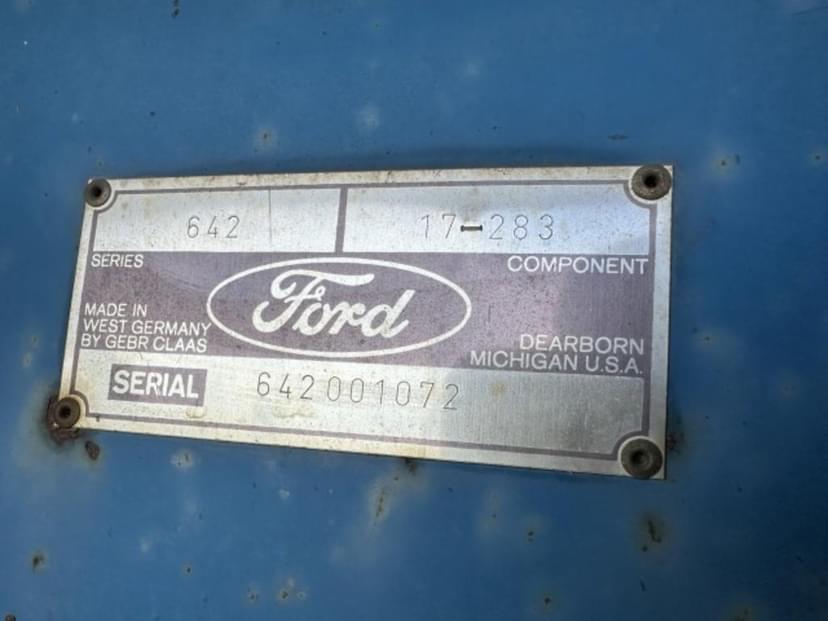 642 17-283
SERIES COMPONENT
Ford
MADE IN
WEST GERMANY
BY GEBR CLAAS
DEARBORN
MICHIGAN U.S.A.
SERIAL 642001072